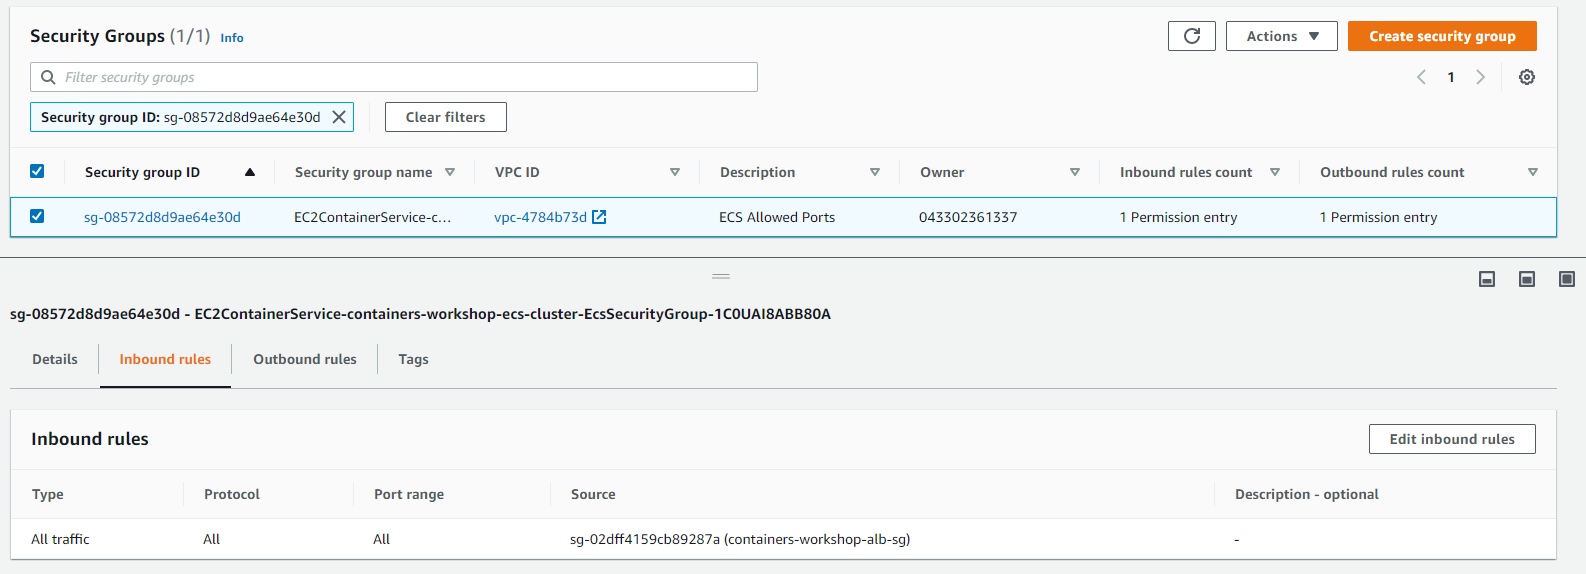 Security Groups (1/1) Info
Actions
Create security group
Filter security groups
1
Security group ID: sg-08572d8d9ae64e30d
Clear filters
Security group ID Security group name VPC ID Description Owner Inbound rules count Outbound rules count
sg-08572d8d9ae64e30d EC2ContainerService-c... vpc-4784b73d ECS Allowed Ports 043302361337 1 Permission entry 1 Permission entry
sg-08572d8d9ae64e30d - EC2ContainerService-containers-workshop-ecs-cluster-EcsSecurityGroup-1C0UAI8ABB80A
Details Inbound rules Outbound rules Tags
Inbound rules
Edit inbound rules
Type Protocol Port range Source Description - optional
All traffic All All sg-02dff4159cb89287a (containers-workshop-alb-sg) -